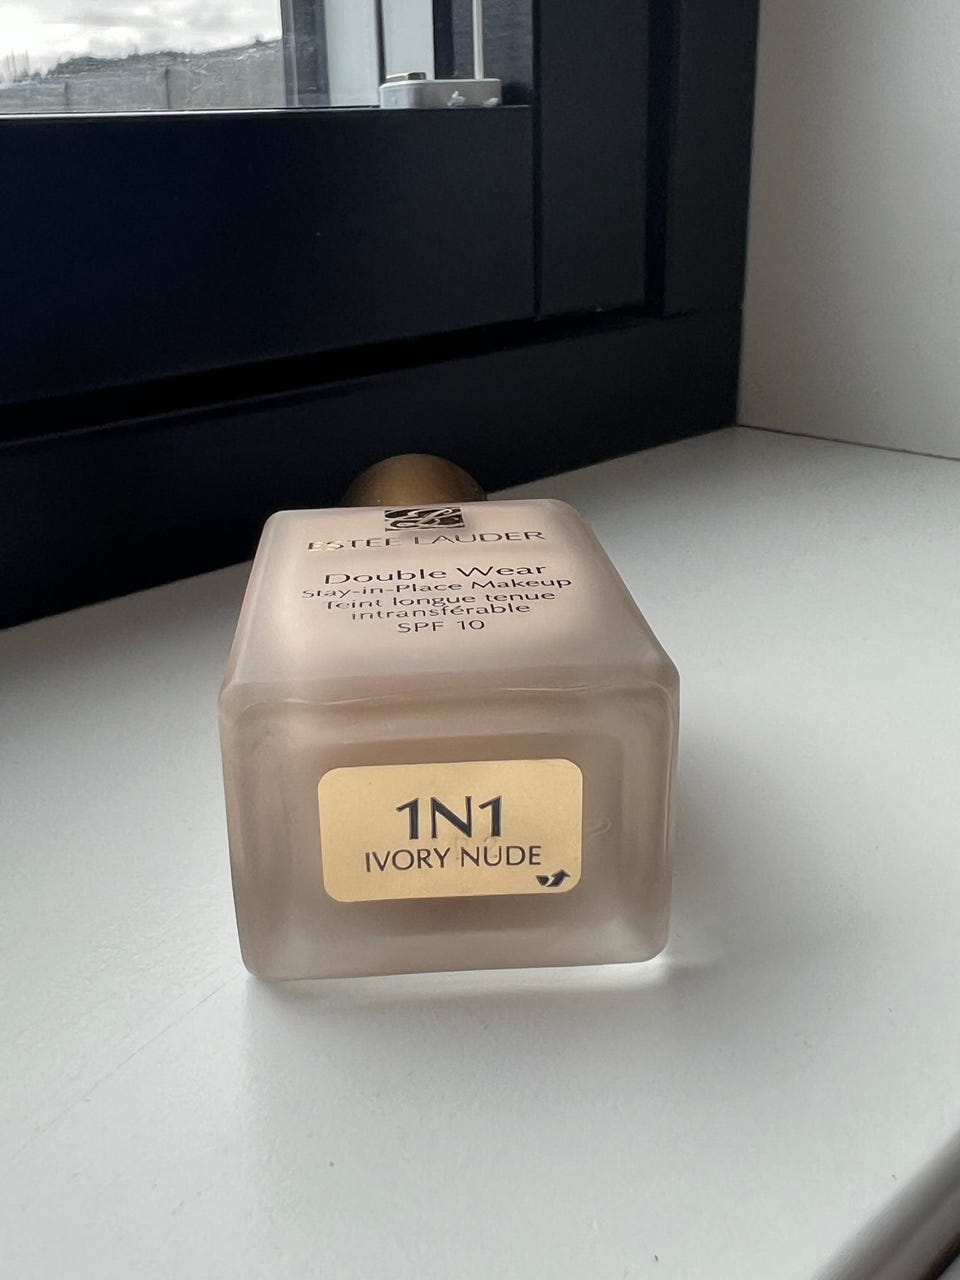 ESTEE LAUDER
Double Wear
Stay-in-Place Makeup
Teint longue tenue
intransférable
SPF 10
1N1
IVORY NUDE